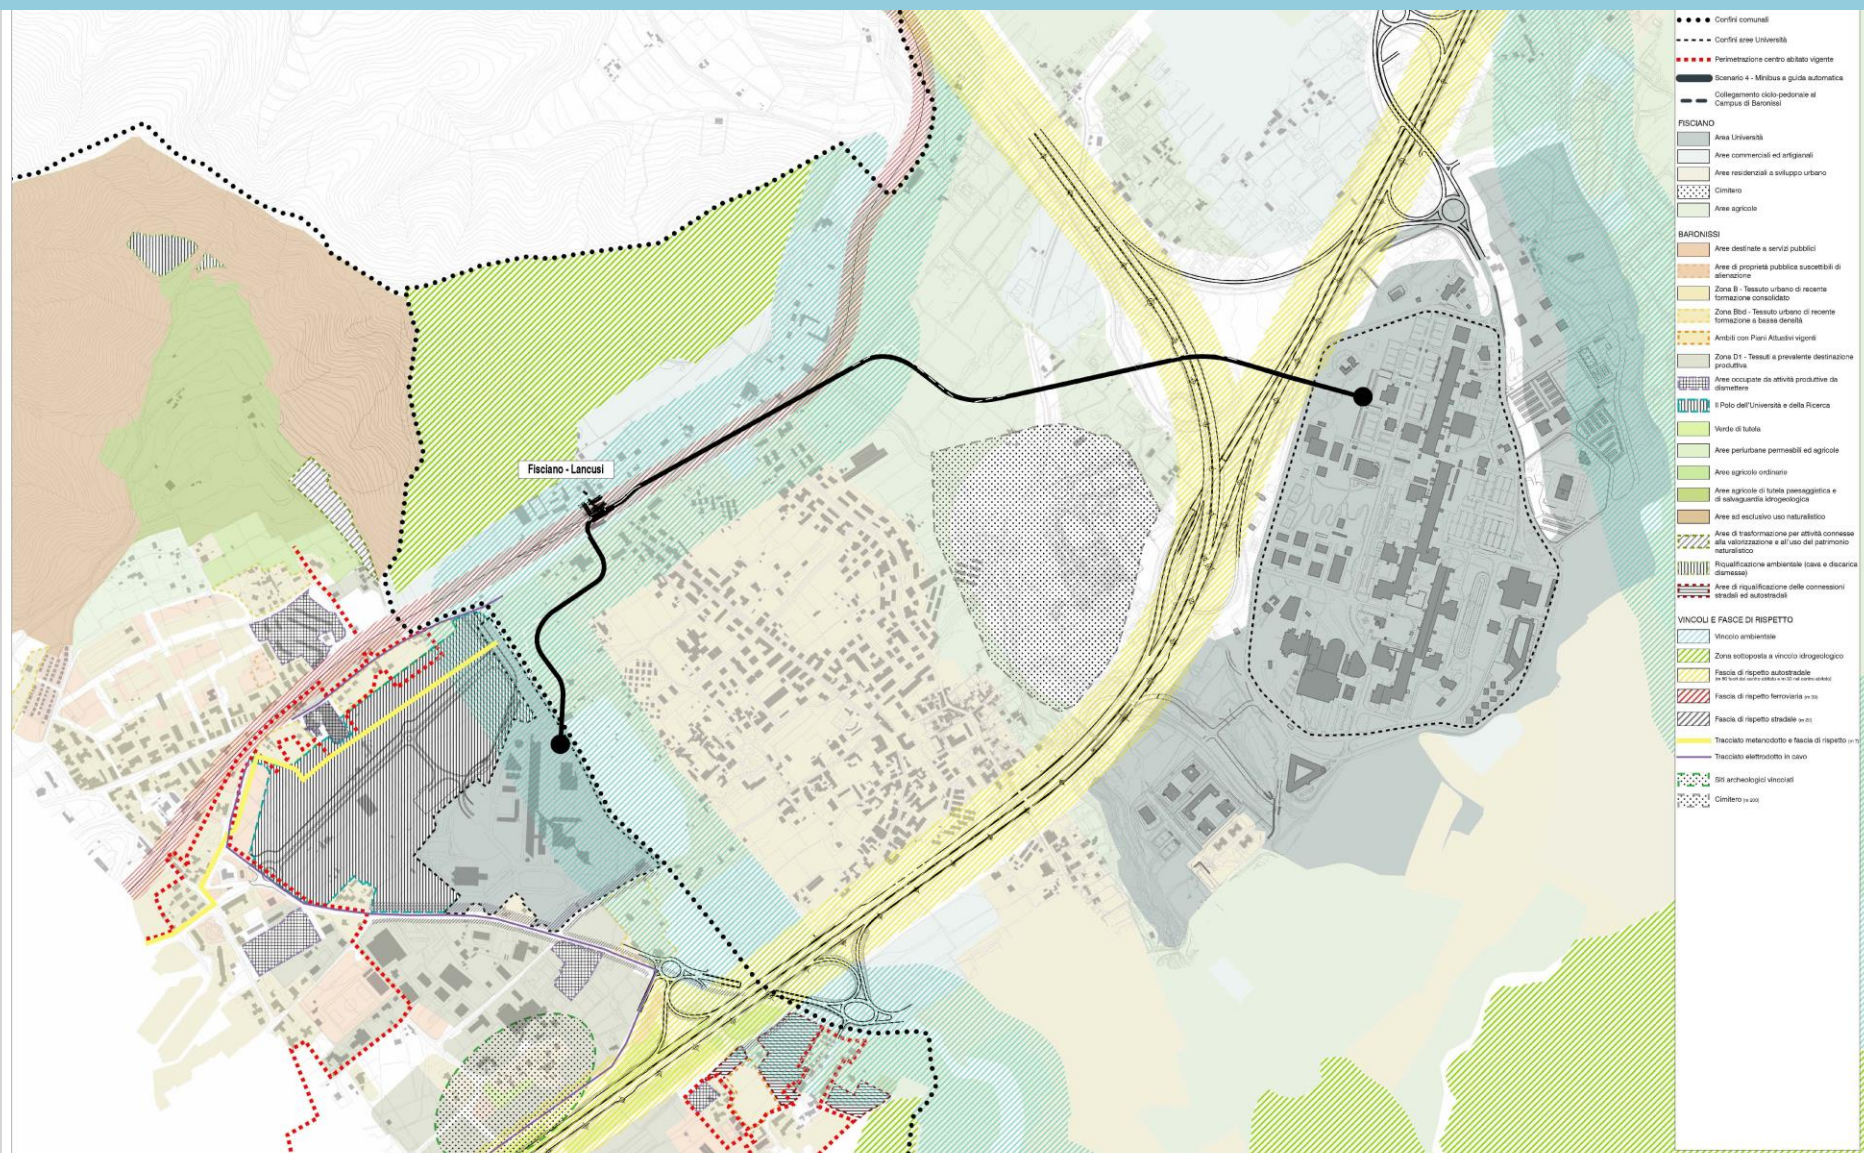 Confini comunali
Confini aree Università
Perimetrazione centro abitato vigente
Scenario 4 - Minibus a guida automatica
Collegamento ciclo-pedonale al
Campus di Baronissi
FISCIANO
Area Università
Aree commerciali ed artigianali
Aree residenziali a sviluppo urbano
Cimitero
Aree agricole
BARONISSI
Aree destinate a servizi pubblici
Aree di proprietà pubblica suscettibili di
alienazione
Zona B - Tessuto urbano di recente
formazione consolidato
Zona Bbd - Tessuto urbano di recente
formazione a bassa densità
Ambiti con Piani Attuativi vigenti
Zona D1 - Tessuti a prevalente destinazione
produttiva
Aree occupate da attività produttive da
dismettere
Il Polo dell'Università e della Ricerca
Verde di tutela
Aree periurbane permeabili ed agricole
Aree agricole ordinarie
Aree agricole di tutela paesaggistica e
di salvaguardia idrogeologica
Aree ad esclusivo uso naturalistico
Aree di trasformazione per attività connesse
alla valorizzazione e all'uso del patrimonio
naturalistico
Riqualificazione ambientale (cava e discarica
dismesse)
Aree di riqualificazione delle connessioni
stradali ed autostradali
VINCOLI E FASCE DI RISPETTO
Vincolo ambientale
Zona sottoposta a vincolo idrogeologico
Fascia di rispetto autostradale
Fascia di rispetto ferroviaria
Fascia di rispetto stradale
Tracciato metanodotto e fascia di rispetto
Tracciato elettrodotto in cavo
Siti archeologici vincolati
Cimitero (m 200)
Fisciano - Lancusi